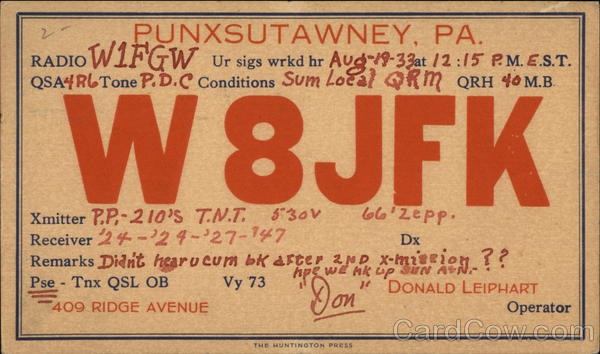 2-
PUNXSUTAWNEY, PA.
RADIO W1FGW Ur sigs wrkd hr Aug-19-33 at 12:15 P.M. E.S.T.
QSA 4 R6 Tone P.D.C Conditions Sum Local QRM QRH 40 M.B.
W8JFK
Xmitter P.P.-210's T.N.T. 530V 66' Zepp.
Receiver '24-'24-'27-'47 Dx
Remarks Didn't hear u cum bk after 2ND x-mission ??
hpe we hk up sun
Pse - Tnx QSL OB Vy 73 "Don" DONALD LEIPHART
409 RIDGE AVENUE Operator
THE HUNTINGTON PRESS
CardCow.com